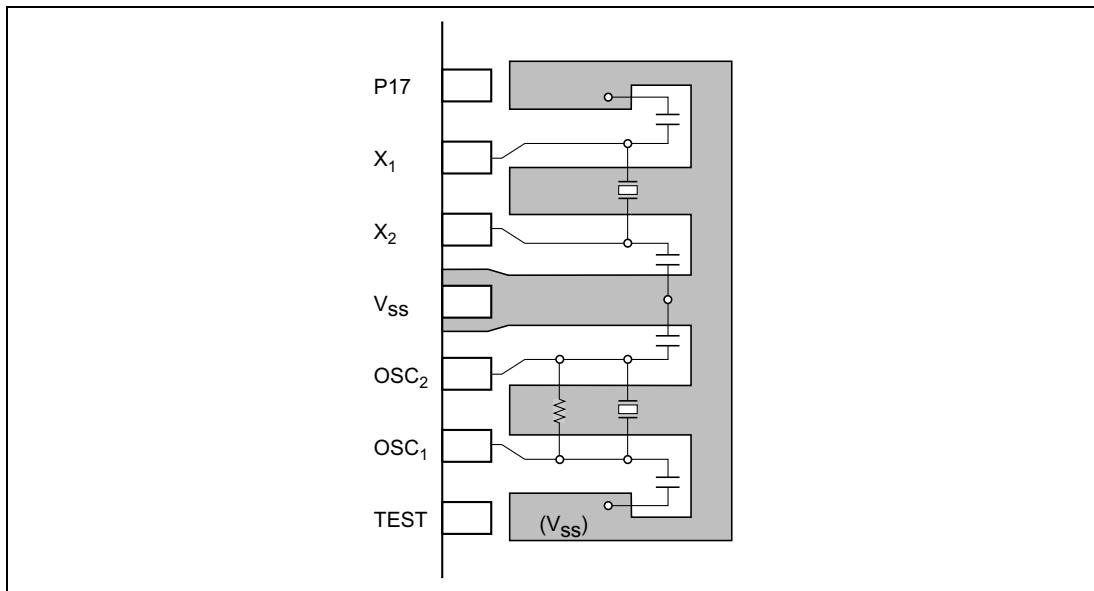 P17
X1
X2
Vss
OSC2
OSC1
TEST
(Vss)